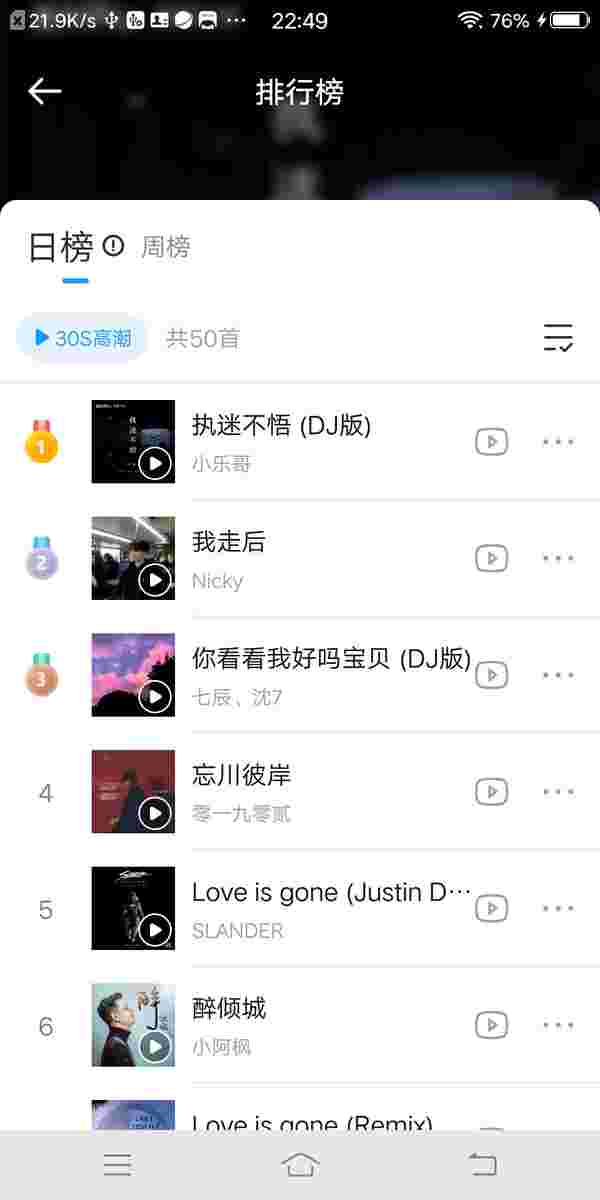 21.9K/s 22:49 76%
排行榜
日榜 周榜
30S高潮 共50首
1
执迷不悟 (DJ版)
小乐哥
2
我走后
Nicky
3
你看看我好吗宝贝 (DJ版)
七辰、沈7
4
忘川彼岸
零一九零贰
5
Love is gone (Justin D…
SLANDER
6
醉倾城
小阿枫
Love is gone (Remix)